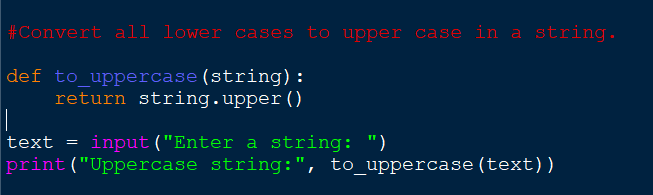 #Convert all lower cases to upper case in a string.
def to_uppercase(string):
    return string.upper()
text = input("Enter a string: ")
print("Uppercase string:", to_uppercase(text))